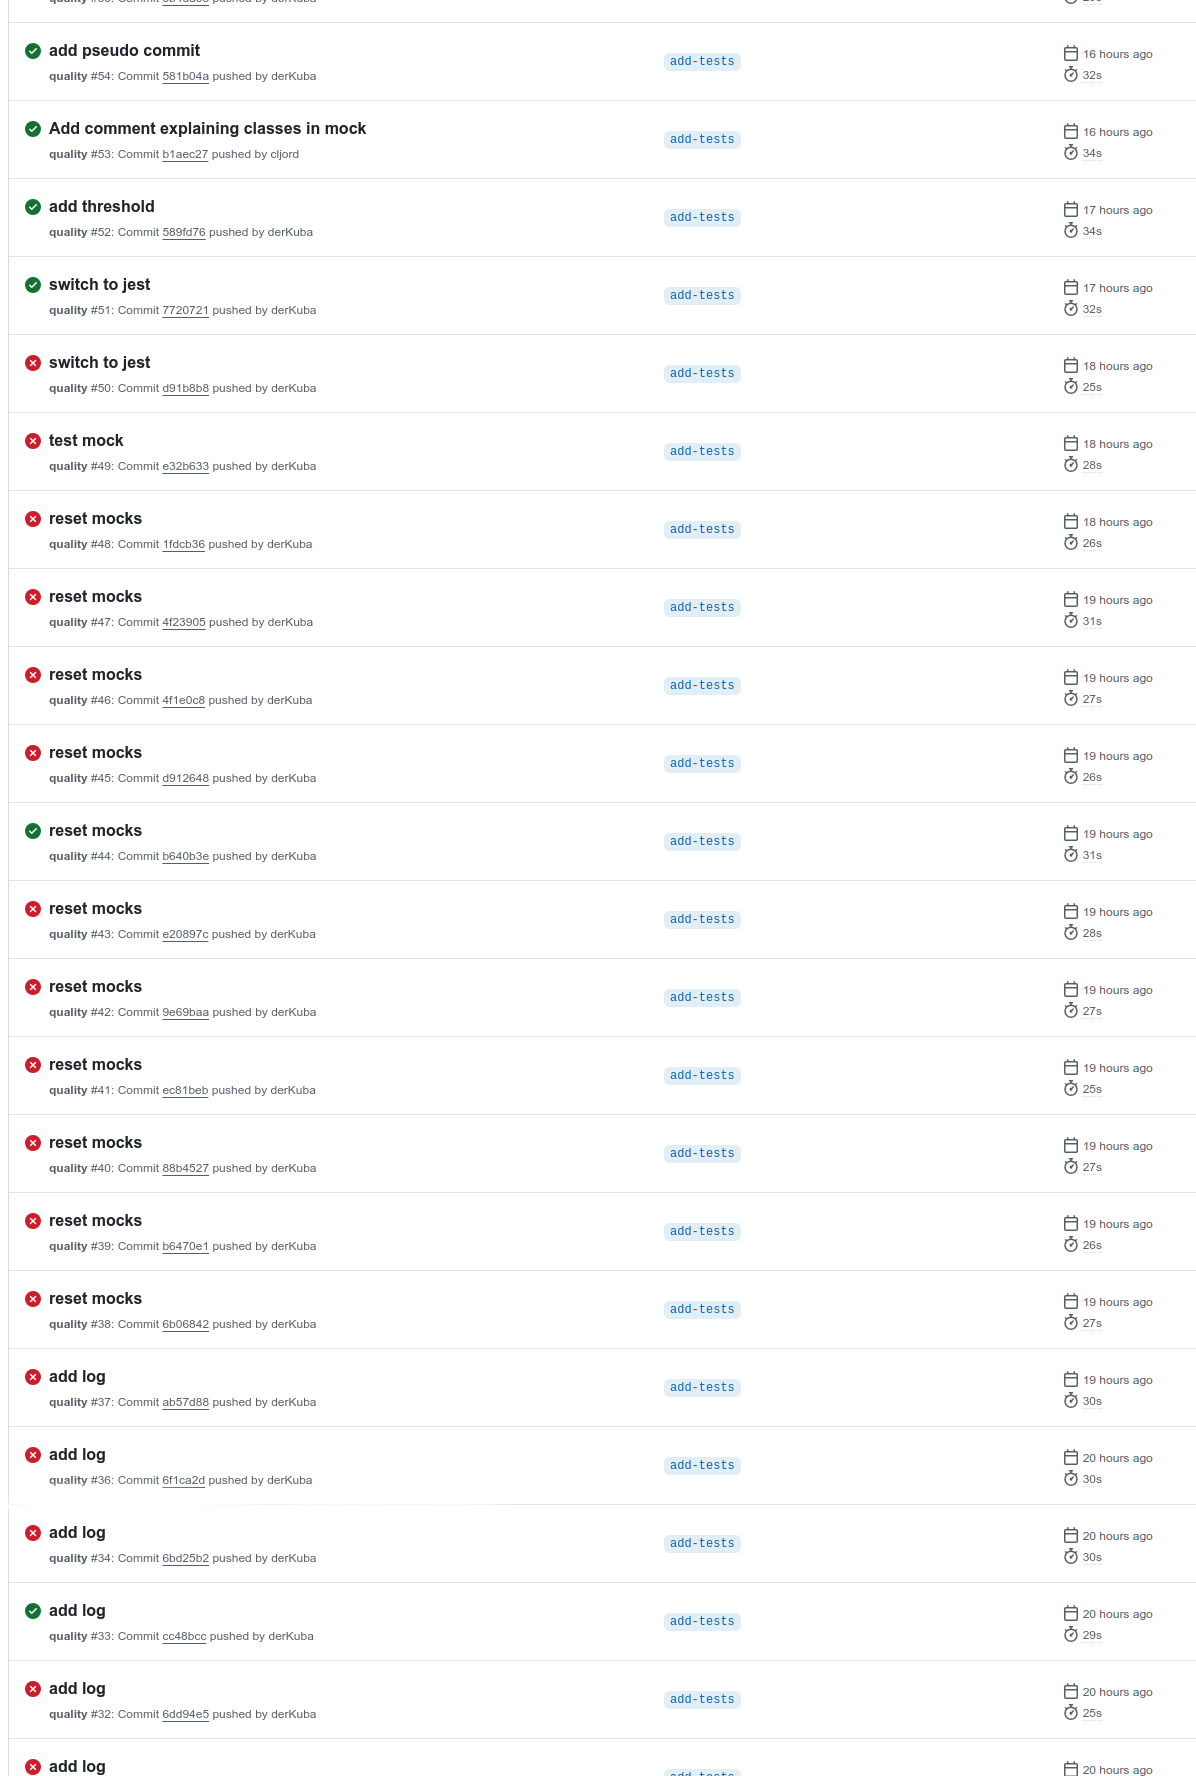 add pseudo commit
quality #54: Commit 581b04a pushed by derKuba
add-tests
16 hours ago
32s
Add comment explaining classes in mock
quality #53: Commit b1aec27 pushed by cljord
add-tests
16 hours ago
34s
add threshold
quality #52: Commit 589fd76 pushed by derKuba
add-tests
17 hours ago
34s
switch to jest
quality #51: Commit 7720721 pushed by derKuba
add-tests
17 hours ago
32s
switch to jest
quality #50: Commit d91b8b8 pushed by derKuba
add-tests
18 hours ago
25s
test mock
quality #49: Commit e32b633 pushed by derKuba
add-tests
18 hours ago
28s
reset mocks
quality #48: Commit 1fdcb36 pushed by derKuba
add-tests
18 hours ago
26s
reset mocks
quality #47: Commit 4f23905 pushed by derKuba
add-tests
19 hours ago
31s
reset mocks
quality #46: Commit 4f1e0c8 pushed by derKuba
add-tests
19 hours ago
27s
reset mocks
quality #45: Commit d912648 pushed by derKuba
add-tests
19 hours ago
26s
reset mocks
quality #44: Commit b640b3e pushed by derKuba
add-tests
19 hours ago
31s
reset mocks
quality #43: Commit e20897c pushed by derKuba
add-tests
19 hours ago
28s
reset mocks
quality #42: Commit 9e69baa pushed by derKuba
add-tests
19 hours ago
27s
reset mocks
quality #41: Commit ec81beb pushed by derKuba
add-tests
19 hours ago
25s
reset mocks
quality #40: Commit 88b4527 pushed by derKuba
add-tests
19 hours ago
27s
reset mocks
quality #39: Commit b6470e1 pushed by derKuba
add-tests
19 hours ago
26s
reset mocks
quality #38: Commit 6b06842 pushed by derKuba
add-tests
19 hours ago
27s
add log
quality #37: Commit ab57d88 pushed by derKuba
add-tests
19 hours ago
30s
add log
quality #36: Commit 6f1ca2d pushed by derKuba
add-tests
20 hours ago
30s
add log
quality #34: Commit 6bd25b2 pushed by derKuba
add-tests
20 hours ago
30s
add log
quality #33: Commit cc48bcc pushed by derKuba
add-tests
20 hours ago
29s
add log
quality #32: Commit 6dd94e5 pushed by derKuba
add-tests
20 hours ago
25s
add log
add-tests
20 hours ago